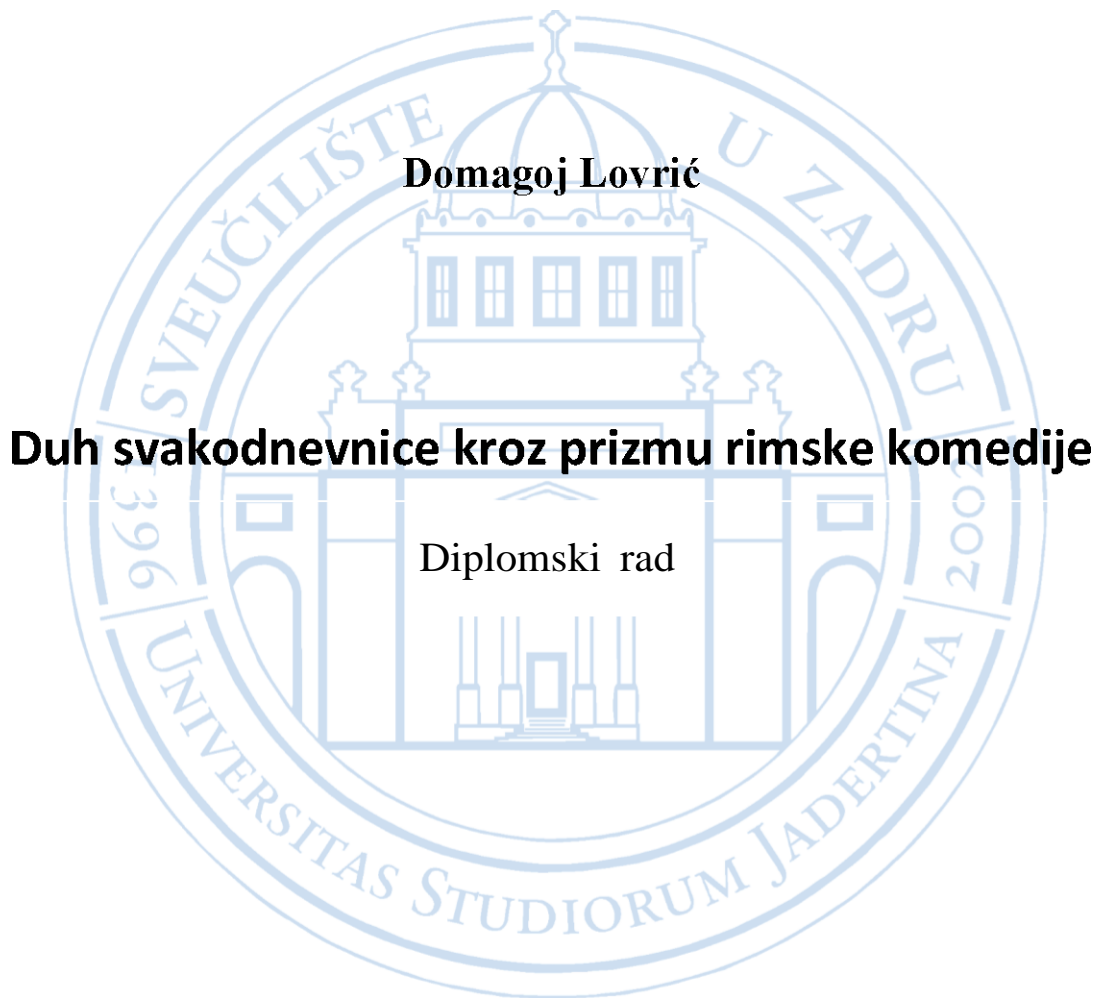 Domagoj Lovrić
Duh svakodnevnice kroz prizmu rimske komedije
Diplomski rad
SVEUČILIŠTE U ZADRU
1396
2002
UNIVERSITAS STUDIORUM JADERTINA